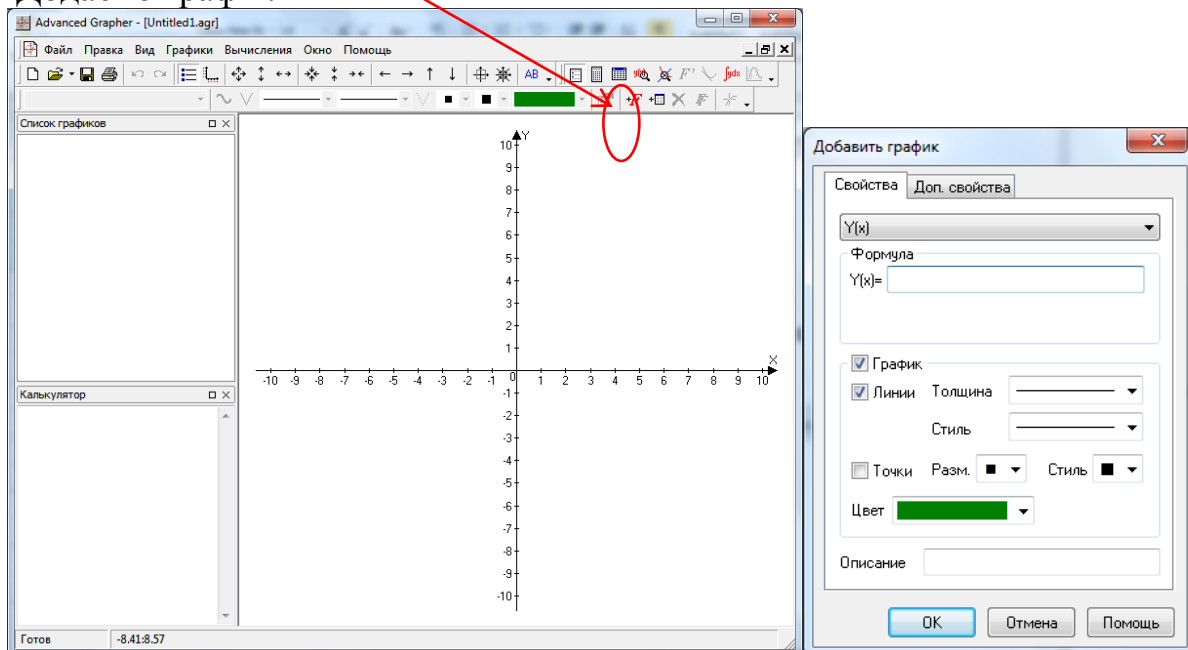 Додаємо графік.
Advanced Grapher - [Untitled1.agr]
Файл Правка Вид Графики Вычисления Окно Помощь
AB
Список графиков
Калькулятор
Y
10
9
8
7
6
5
4
3
2
1
X
-10 -9 -8 -7 -6 -5 -4 -3 -2 -1 0 1 2 3 4 5 6 7 8 9 10
-1
-2
-3
-4
-5
-6
-7
-8
-9
-10
Готов -8.41:8.57
Добавить график
Свойства Доп. свойства
Y(x)
Формула
Y(x)=
График
Линии Толщина
Стиль
Точки Разм. Стиль
Цвет
Описание
OK Отмена Помощь